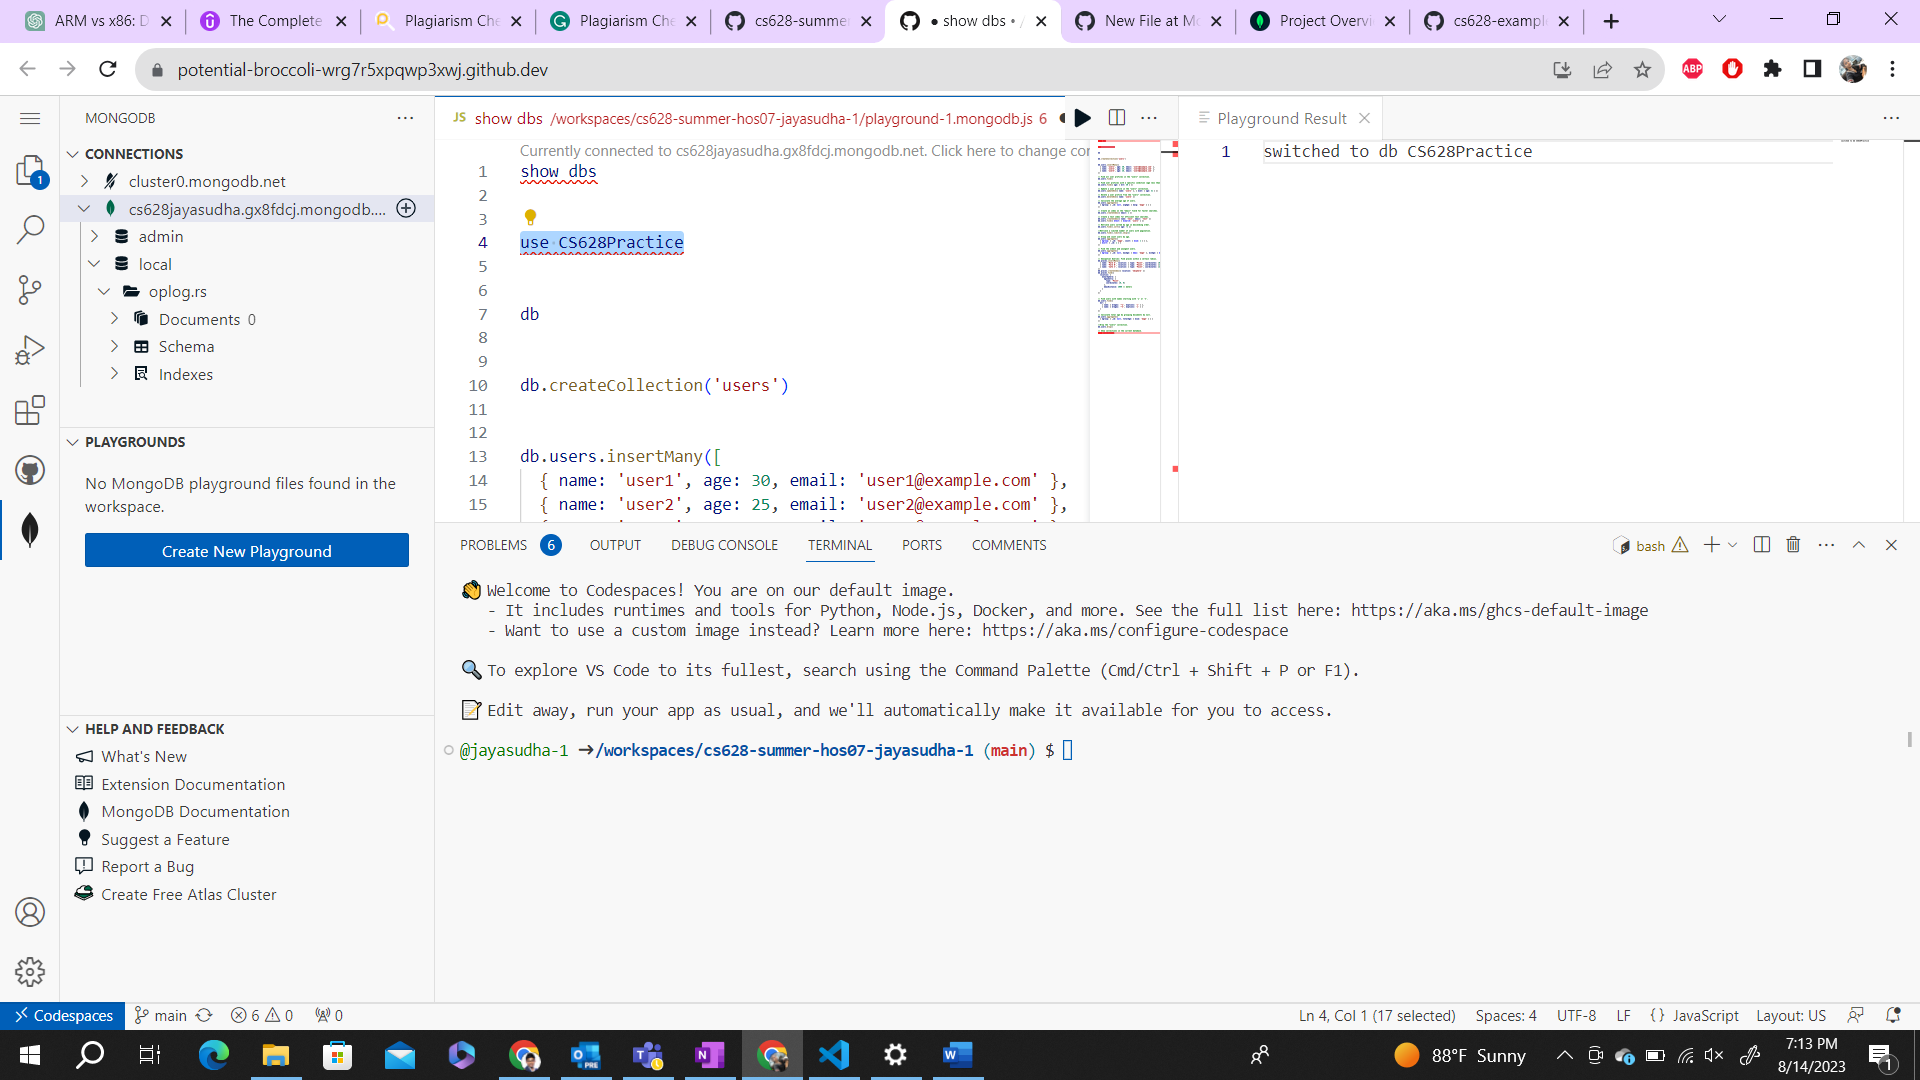 ARM vs x86: D
The Complete
Plagiarism Che
Plagiarism Che
cs628-summer
● show dbs • /
New File at Mo
Project Overvi
cs628-example
potential-broccoli-wrg7r5xpqwp3xwj.github.dev
ABP
MONGODB
CONNECTIONS
1
cluster0.mongodb.net
cs628jayasudha.gx8fdcj.mongodb....
admin
local
oplog.rs
Documents 0
Schema
Indexes
PLAYGROUNDS
No MongoDB playground files found in the
workspace.
Create New Playground
HELP AND FEEDBACK
What's New
Extension Documentation
MongoDB Documentation
Suggest a Feature
Report a Bug
Create Free Atlas Cluster
JS show dbs /workspaces/cs628-summer-hos07-jayasudha-1/playground-1.mongodb.js 6
Currently connected to cs628jayasudha.gx8fdcj.mongodb.net. Click here to change cor
1 show dbs
2
3
4 use CS628Practice
5
6
7 db
8
9
10 db.createCollection('users')
11
12
13 db.users.insertMany([
14 { name: 'user1', age: 30, email: 'user1@example.com' },
15 { name: 'user2', age: 25, email: 'user2@example.com' },
Playground Result
1 switched to db CS628Practice
PROBLEMS 6 OUTPUT DEBUG CONSOLE TERMINAL PORTS COMMENTS
bash
👋 Welcome to Codespaces! You are on our default image.
- It includes runtimes and tools for Python, Node.js, Docker, and more. See the full list here: https://aka.ms/ghcs-default-image
- Want to use a custom image instead? Learn more here: https://aka.ms/configure-codespace
🔍 To explore VS Code to its fullest, search using the Command Palette (Cmd/Ctrl + Shift + P or F1).
📝 Edit away, run your app as usual, and we'll automatically make it available for you to access.
@jayasudha-1 ➜/workspaces/cs628-summer-hos07-jayasudha-1 (main) $
Codespaces main 6 0 0
Ln 4, Col 1 (17 selected) Spaces: 4 UTF-8 LF {} JavaScript Layout: US
PRE
88°F Sunny
7:13 PM
8/14/2023
1